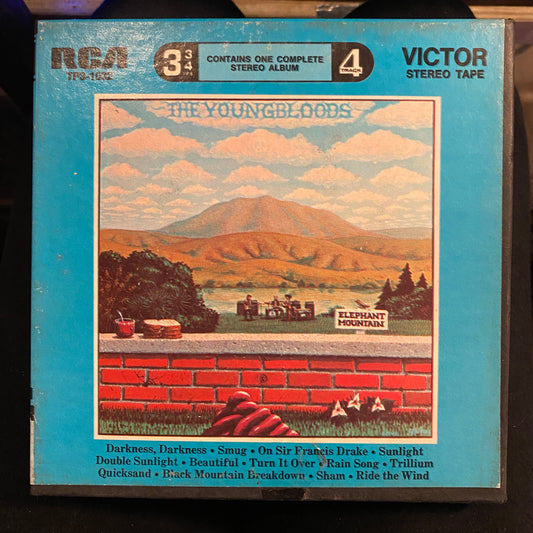 RCA
TP3-1032
3 3/4 IPS
CONTAINS ONE COMPLETE
STEREO ALBUM
4
TRACK
VICTOR
STEREO TAPE
THE YOUNGBLOODS
ELEPHANT
MOUNTAIN
Darkness, Darkness • Smug • On Sir Francis Drake • Sunlight
Double Sunlight • Beautiful • Turn It Over • Rain Song • Trillium
Quicksand • Black Mountain Breakdown • Sham • Ride the Wind